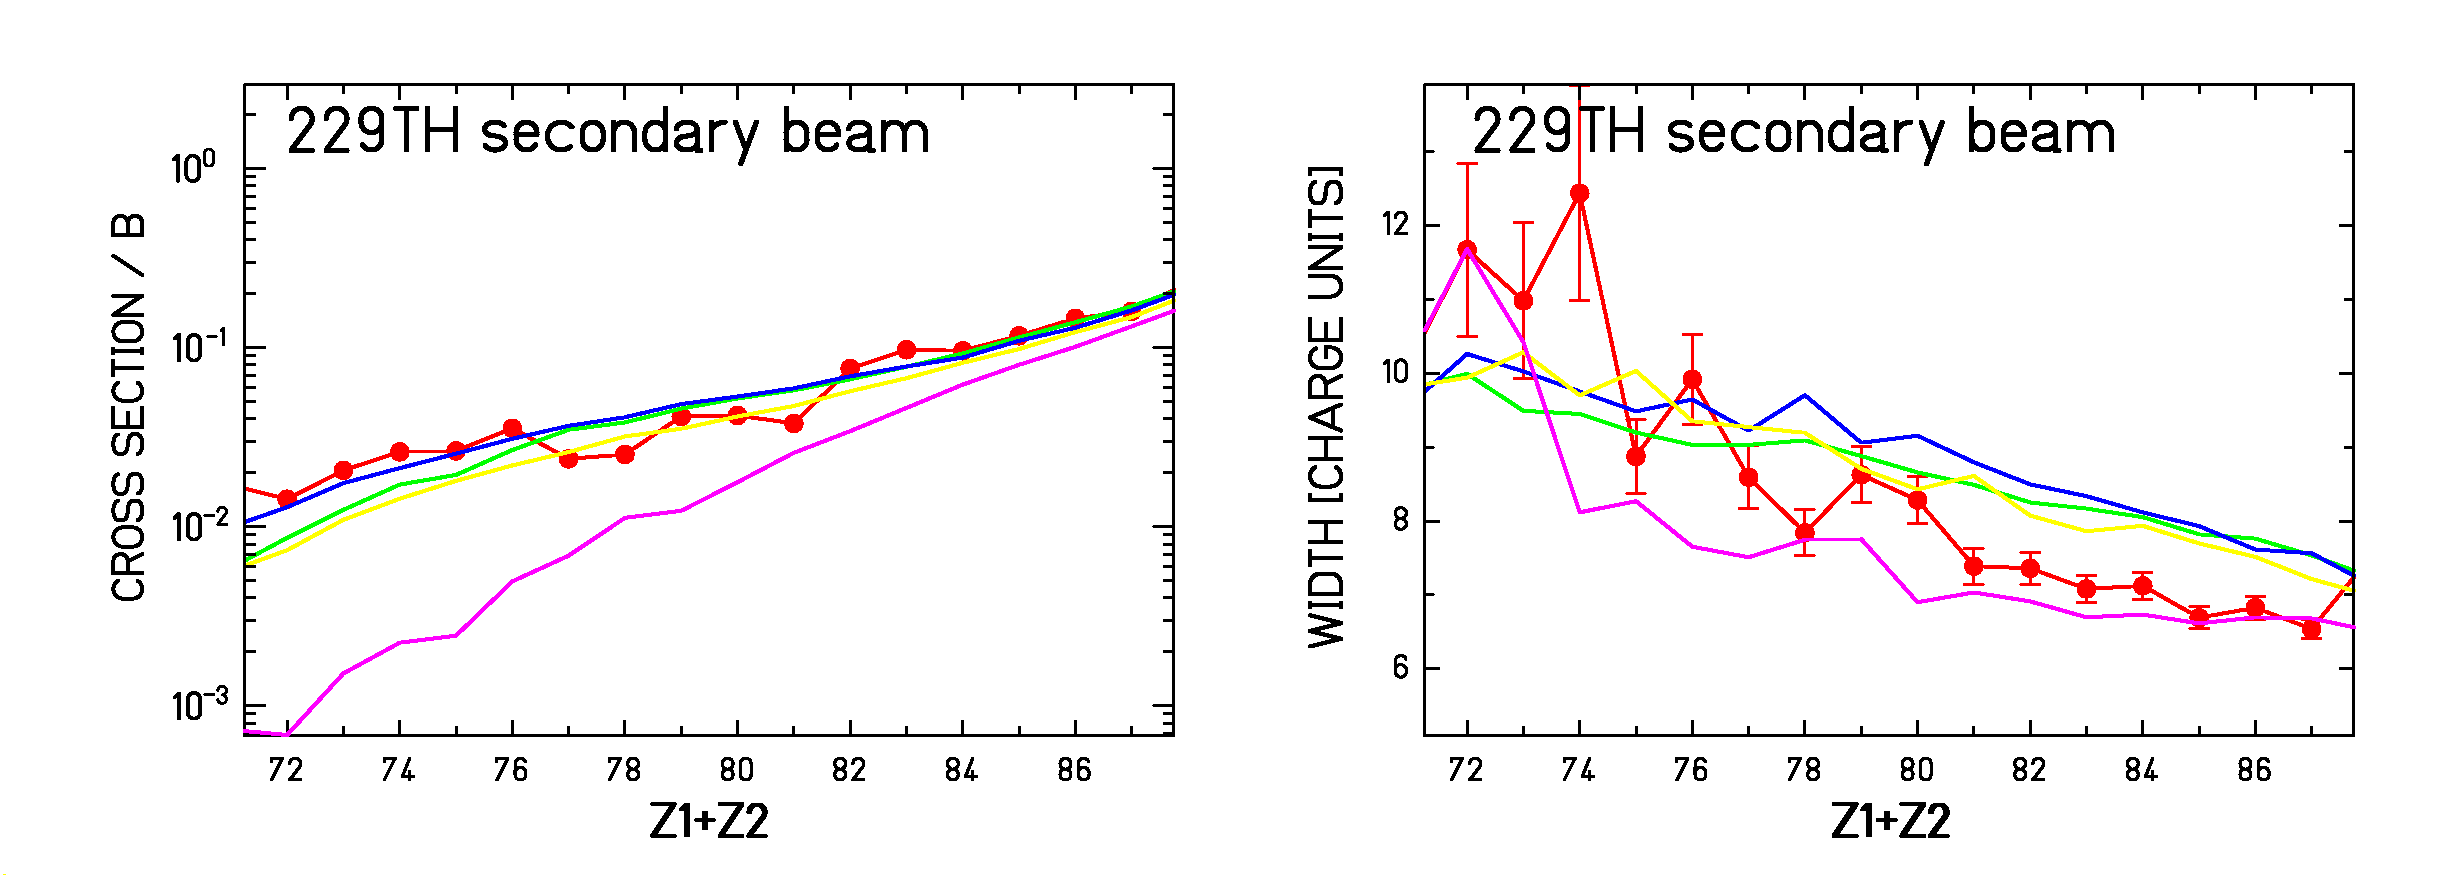 229TH secondary beam
CROSS SECTION / B
10⁰
10⁻¹
10⁻²
10⁻³
72 74 76 78 80 82 84 86
Z1+Z2
229TH secondary beam
WIDTH [CHARGE UNITS]
12
10
8
6
72 74 76 78 80 82 84 86
Z1+Z2